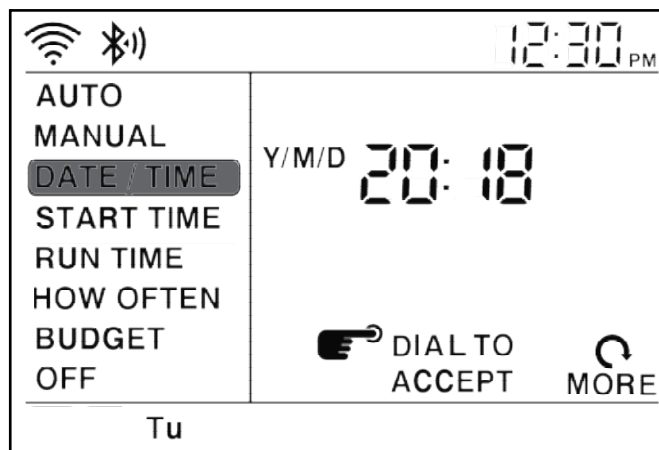 12:30 PM
AUTO
MANUAL
DATE / TIME
START TIME
RUN TIME
HOW OFTEN
BUDGET
OFF
Y/M/D 20:18
DIAL TO
ACCEPT
MORE
Tu